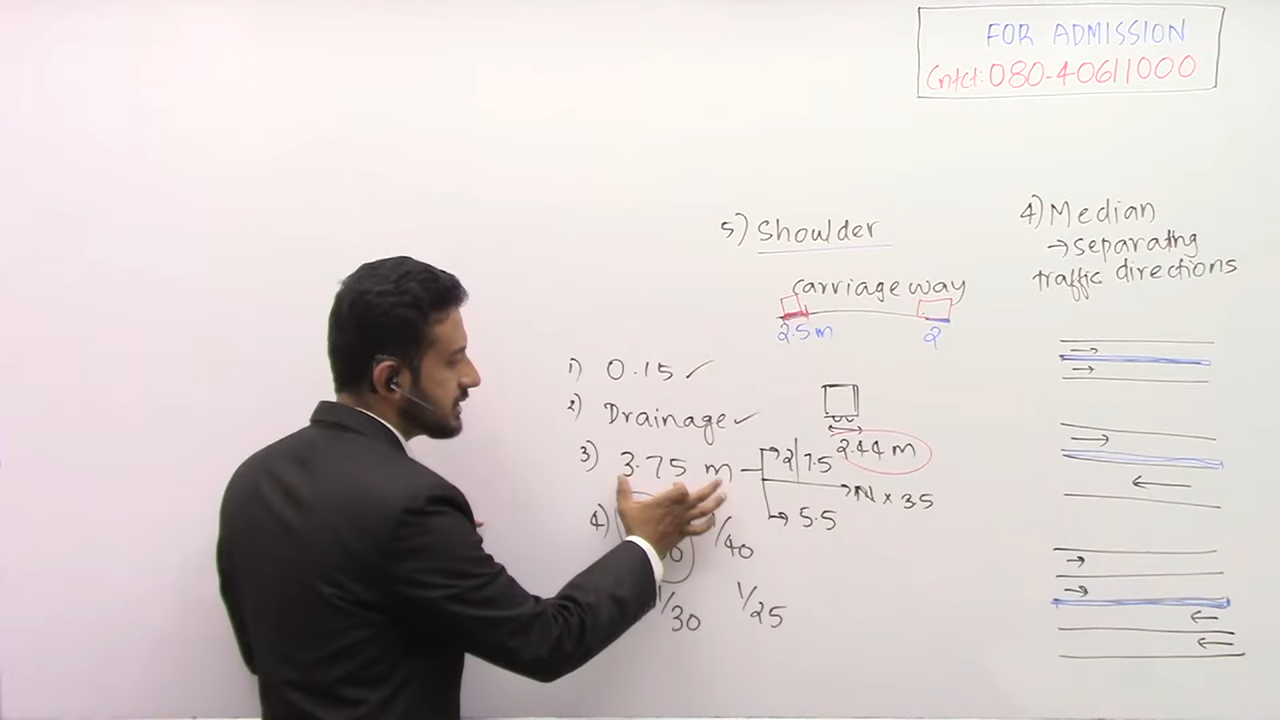 FOR ADMISSION
Cntct: 080-40611000
5) Shoulder
carriage way
2.5 m
2
4) Median
→ separating
traffic directions
1) 0.15 ✓
2) Drainage ✓
3) 3.75 m
2|7.5
2.44 m
N × 3.5
5.5
4)
1/40
1/30
1/25